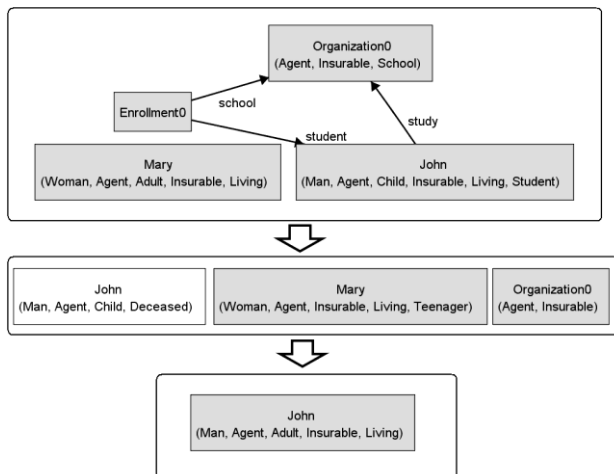 Organization0
(Agent, Insurable, School)
school
study
Enrollment0
student
Mary
(Woman, Agent, Adult, Insurable, Living)
John
(Man, Agent, Child, Insurable, Living, Student)
John
(Man, Agent, Child, Deceased)
Mary
(Woman, Agent, Insurable, Living, Teenager)
Organization0
(Agent, Insurable)
John
(Man, Agent, Adult, Insurable, Living)